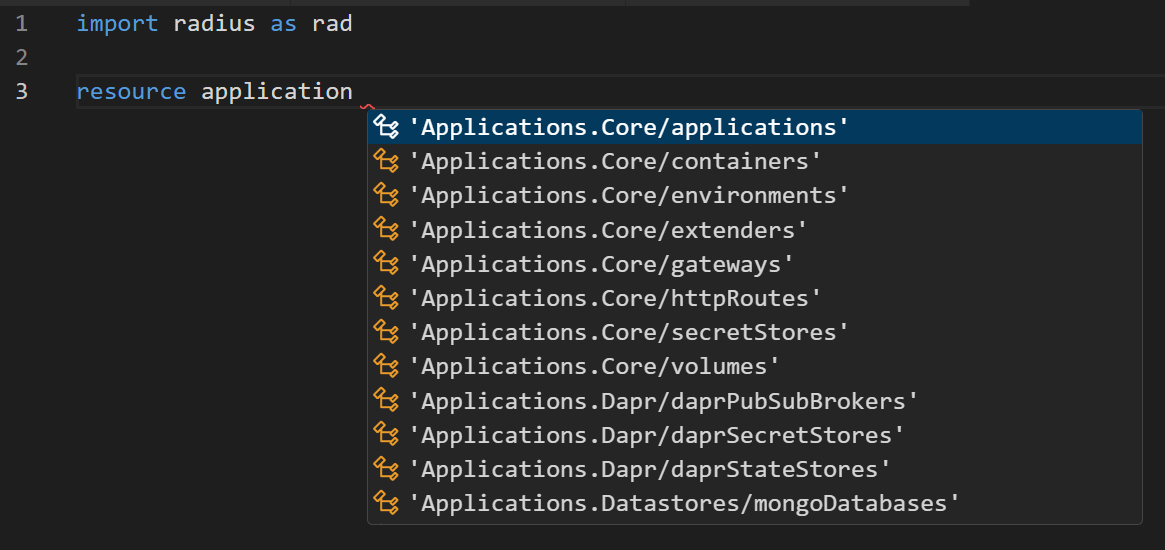 1 import radius as rad
2
3 resource application
'Applications.Core/applications'
'Applications.Core/containers'
'Applications.Core/environments'
'Applications.Core/extenders'
'Applications.Core/gateways'
'Applications.Core/httpRoutes'
'Applications.Core/secretStores'
'Applications.Core/volumes'
'Applications.Dapr/daprPubSubBrokers'
'Applications.Dapr/daprSecretStores'
'Applications.Dapr/daprStateStores'
'Applications.Datastores/mongoDatabases'